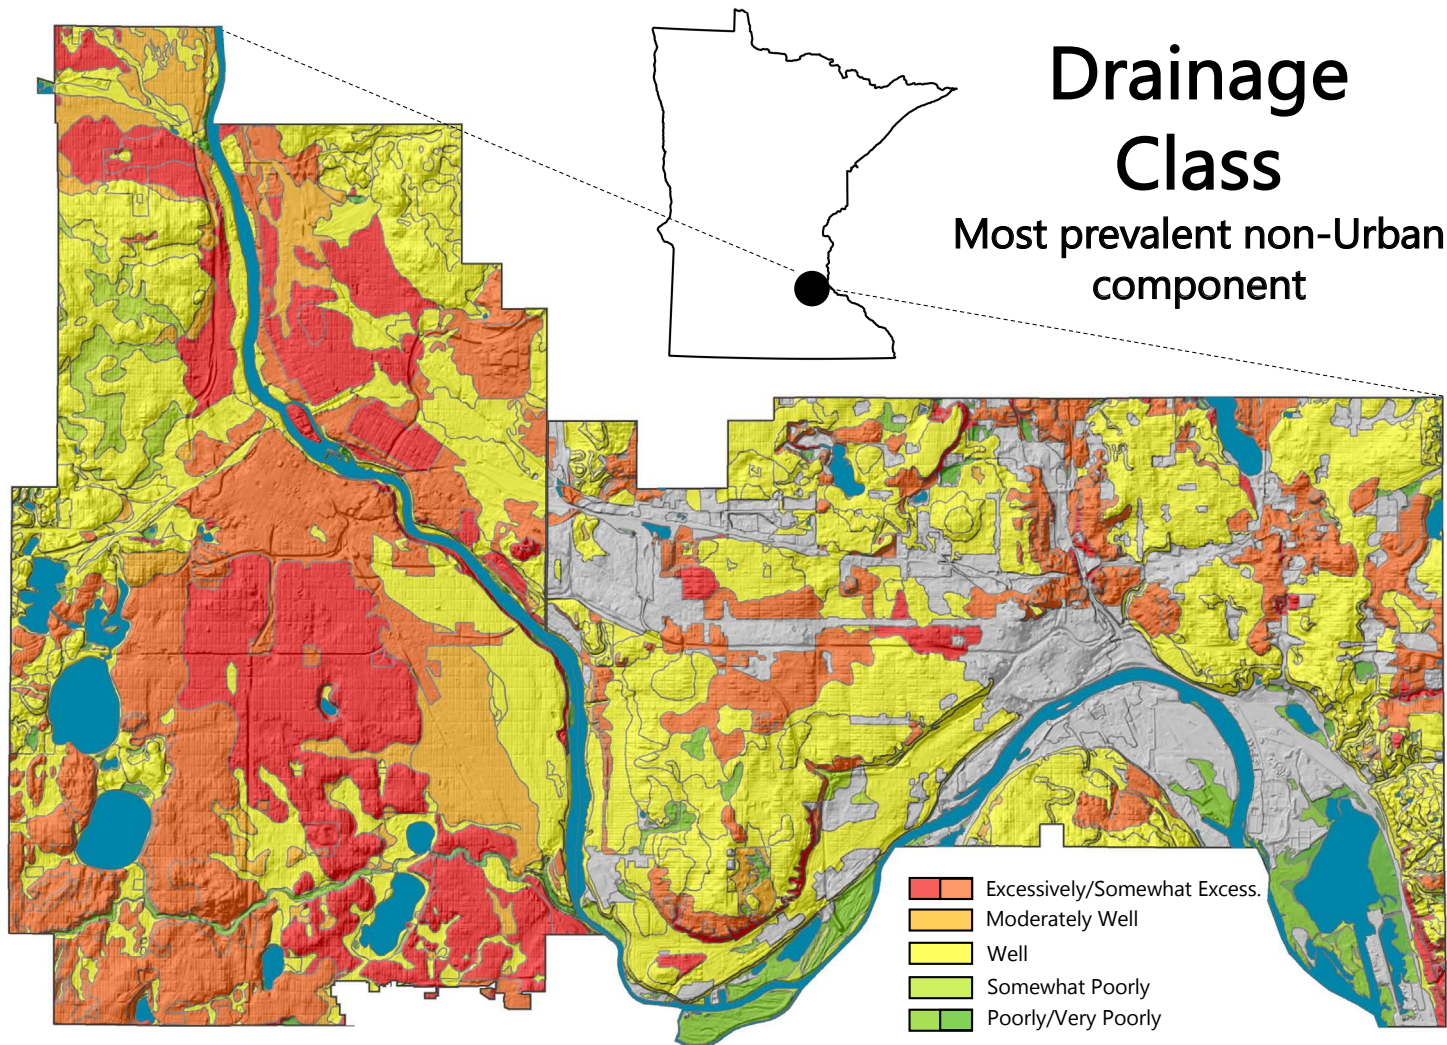 Drainage
Class
Most prevalent non-Urban
component
Excessively/Somewhat Excess.
Moderately Well
Well
Somewhat Poorly
Poorly/Very Poorly